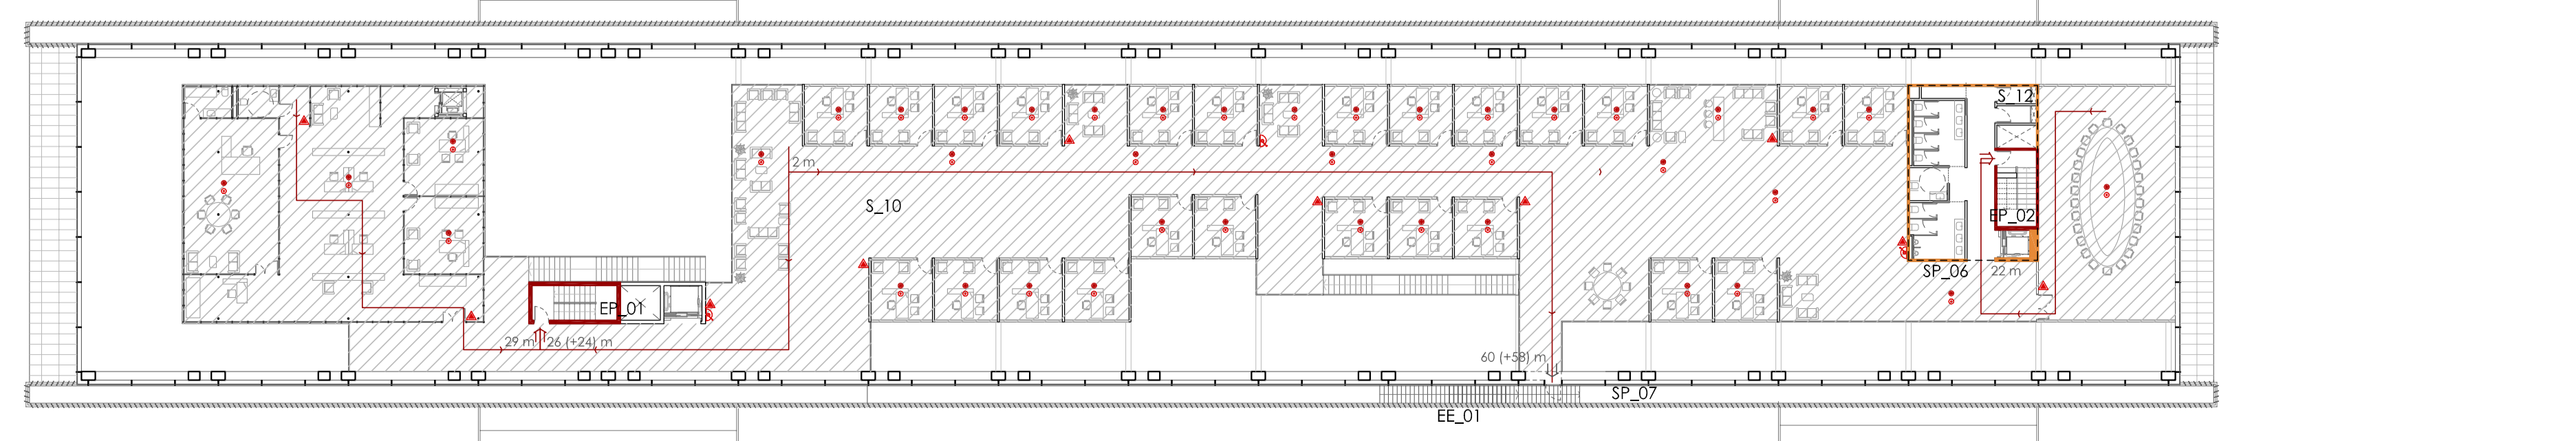 S_12
2 m
S_10
EP_02
SP_06
22 m
EP_01
29 m
26 (+24) m
60 (+58) m
SP_07
EE_01